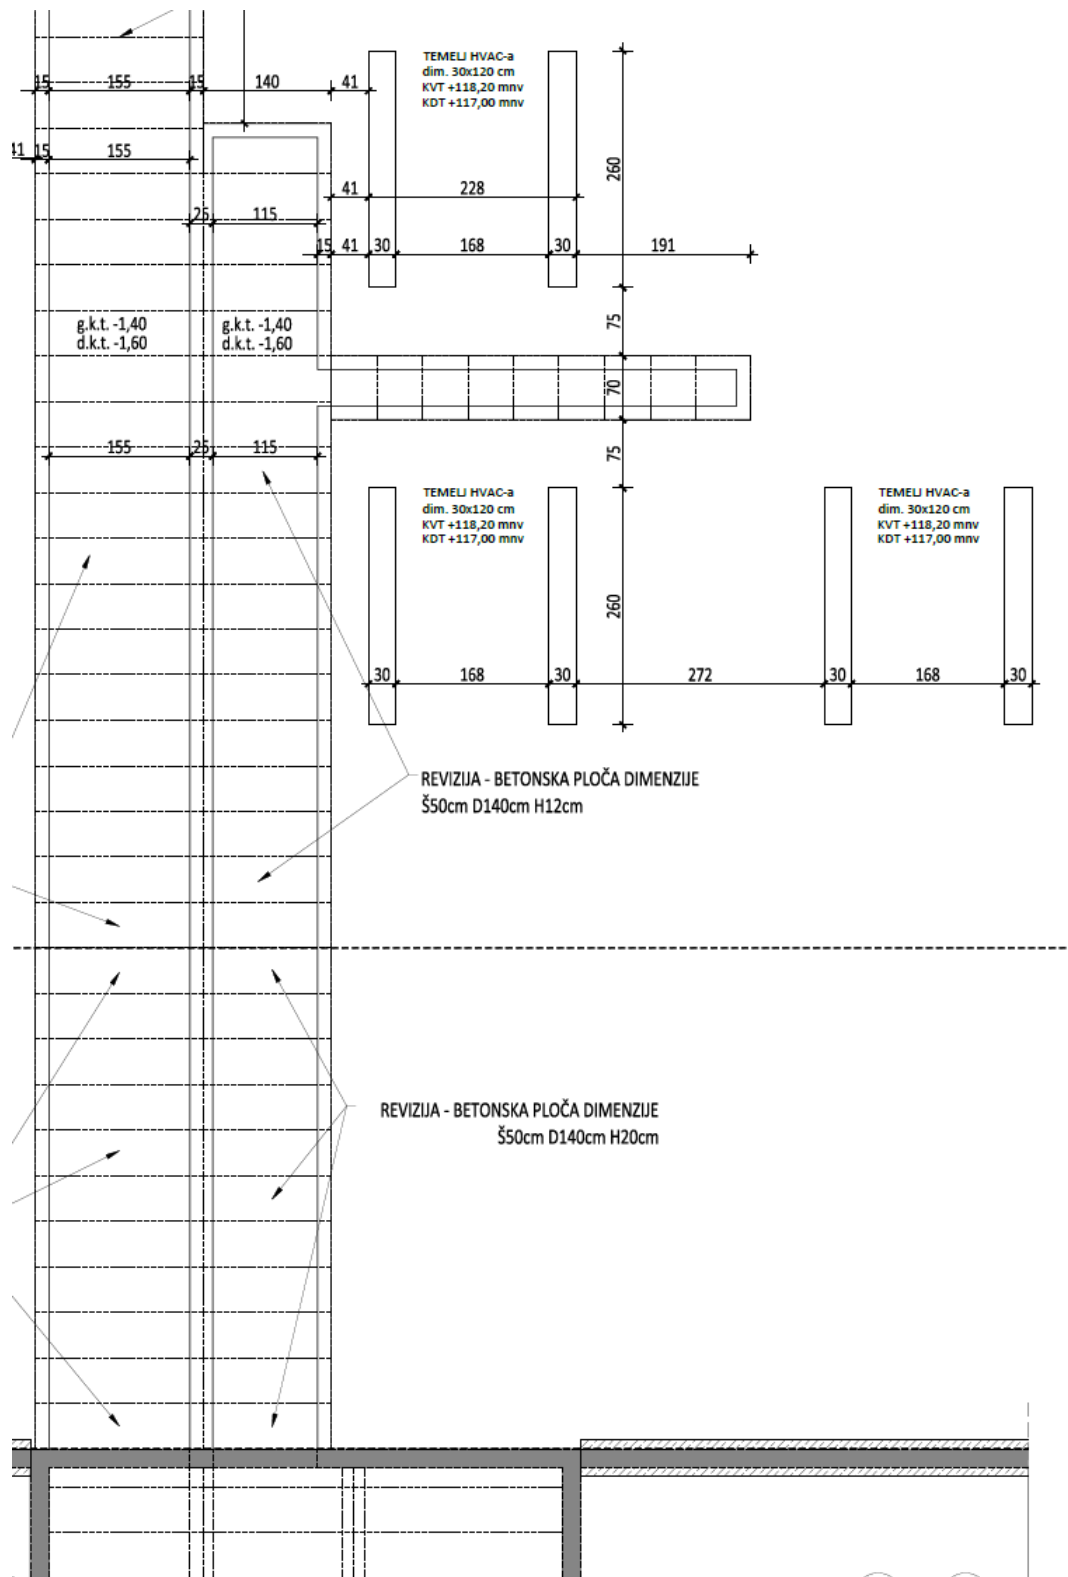 TEMELJ HVAC-a
dim. 30x120 cm
KVT +118,20 mnv
KDT +117,00 mnv
15 155 15 140 41
41 15 155
260
41 228
25 115
15 41 30 168 30 191
g.k.t. -1,40
d.k.t. -1,60
g.k.t. -1,40
d.k.t. -1,60
75
70
155 25 115
75
TEMELJ HVAC-a
dim. 30x120 cm
KVT +118,20 mnv
KDT +117,00 mnv
TEMELJ HVAC-a
dim. 30x120 cm
KVT +118,20 mnv
KDT +117,00 mnv
260
30 168 30 272 30 168 30
REVIZIJA - BETONSKA PLOČA DIMENZIJE
Š50cm D140cm H12cm
REVIZIJA - BETONSKA PLOČA DIMENZIJE
Š50cm D140cm H20cm